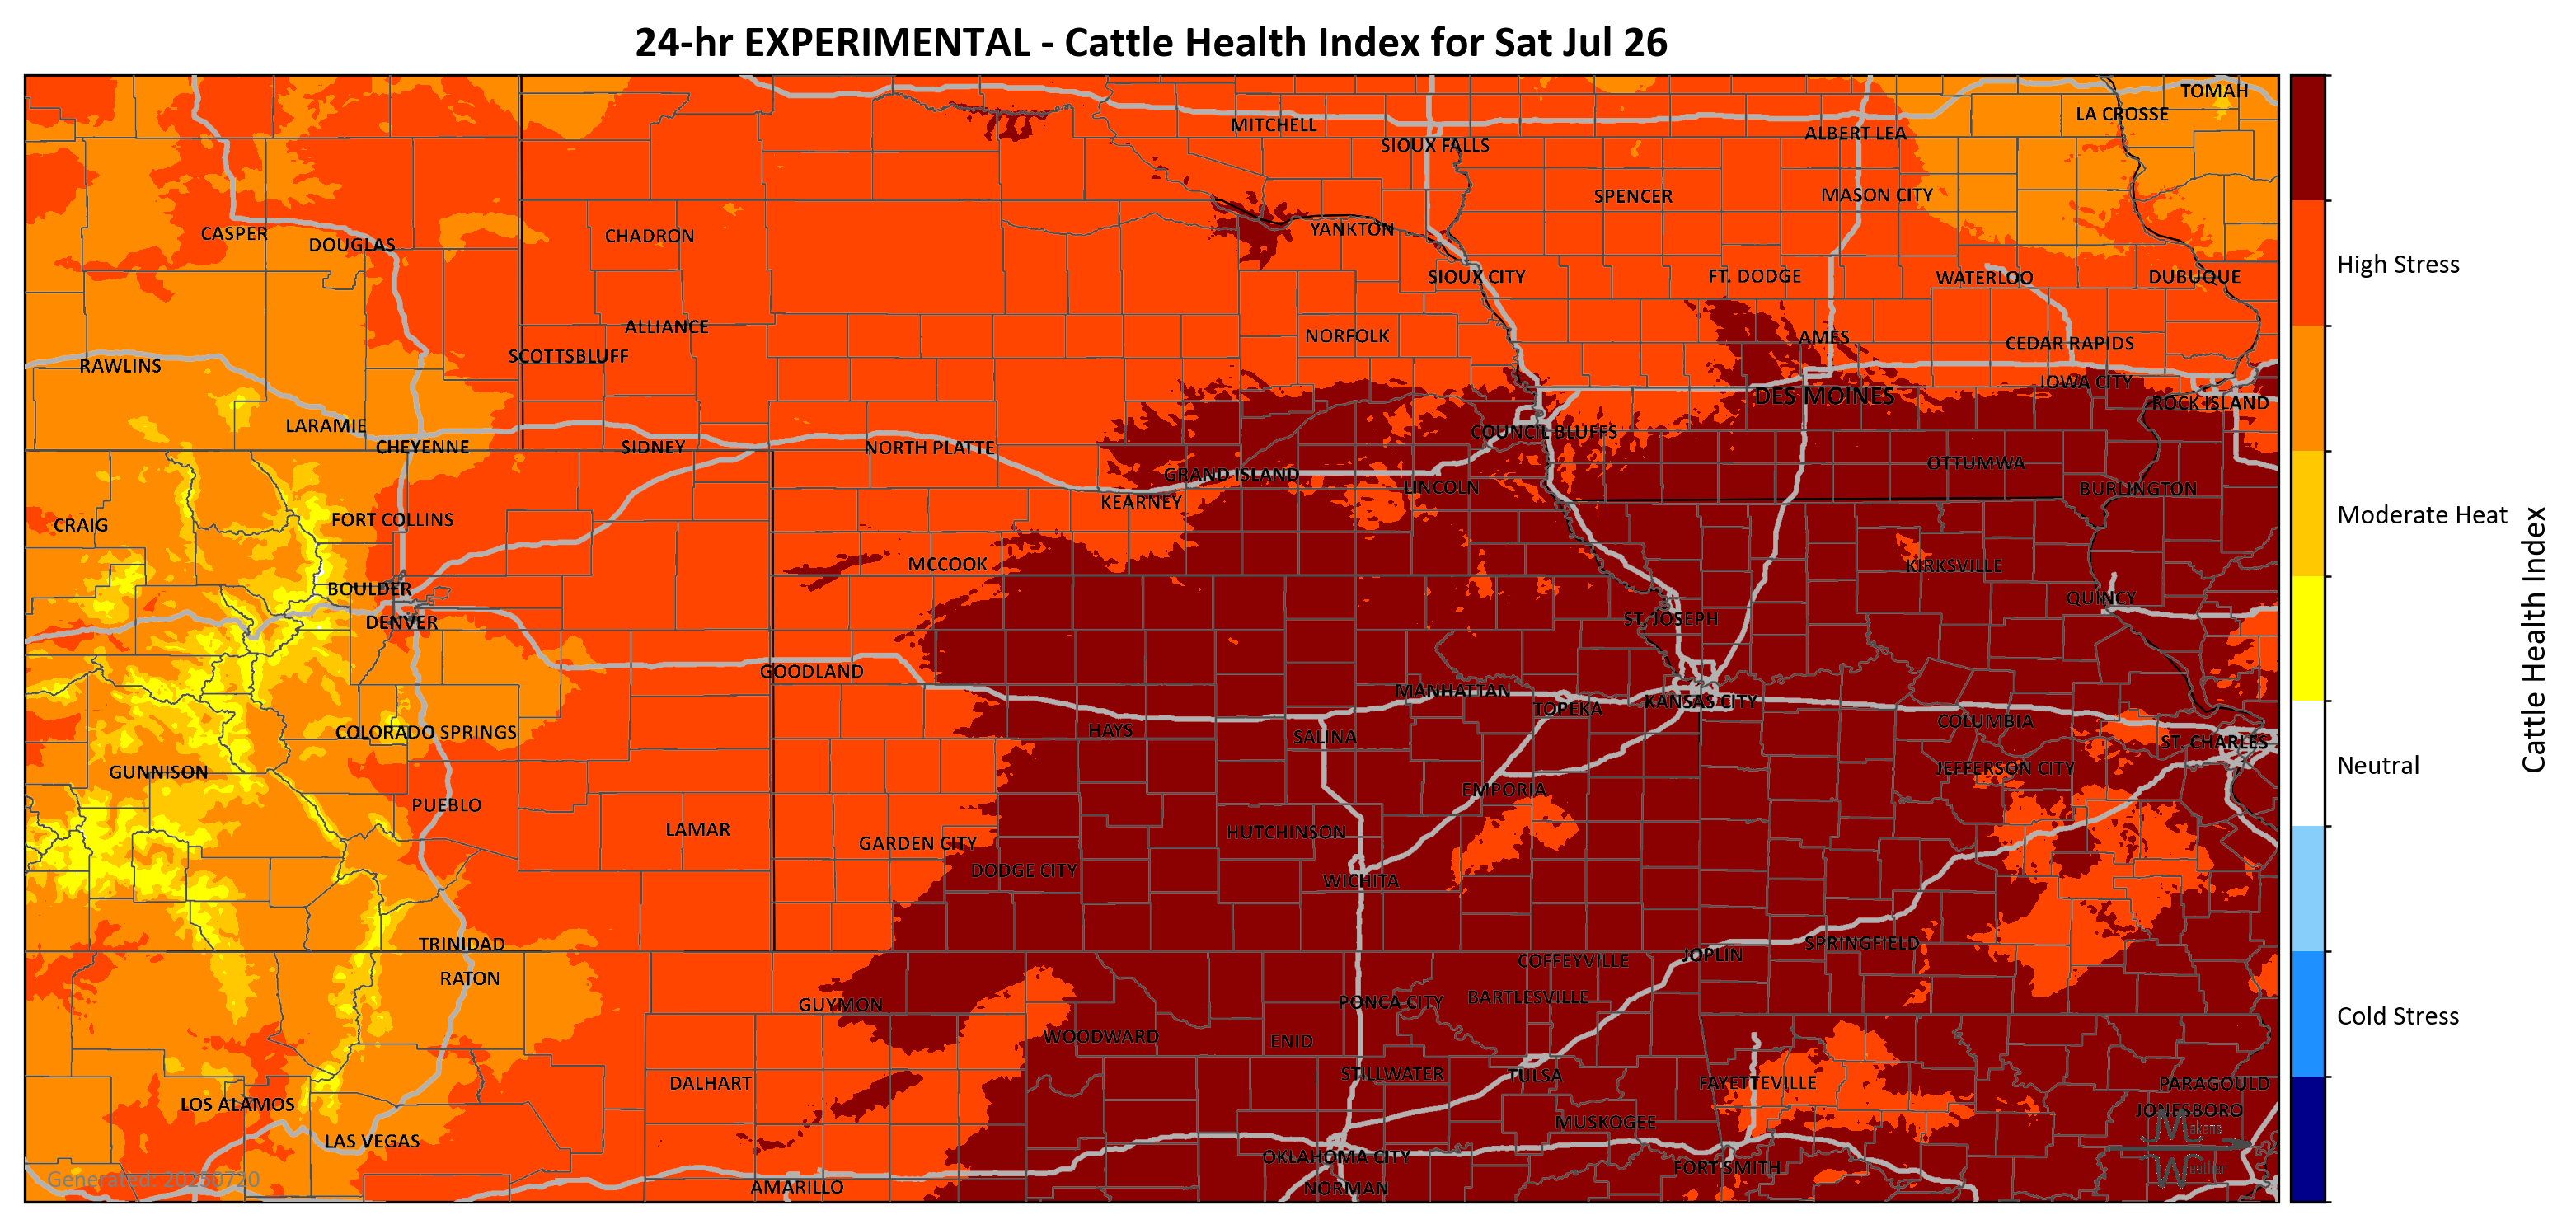 24-hr EXPERIMENTAL - Cattle Health Index for Sat Jul 26
TOMAH
LA CROSSE
MITCHELL
ALBERT LEA
SIOUX FALLS
SPENCER
MASON CITY
CASPER
DOUGLAS
CHADRON
YANKTON
SIOUX CITY
FT. DODGE
WATERLOO
DUBUQUE
High Stress
ALLIANCE
NORFOLK
AMES
CEDAR RAPIDS
SCOTTSBLUFF
RAWLINS
IOWA CITY
DES MOINES
ROCK ISLAND
LARAMIE
COUNCIL BLUFFS
CHEYENNE
SIDNEY
NORTH PLATTE
OTTUMWA
GRAND ISLAND
LINCOLN
BURLINGTON
KEARNEY
Moderate Heat
CRAIG
FORT COLLINS
MCCOOK
KIRKSVILLE
BOULDER
QUINCY
DENVER
ST. JOSEPH
Cattle Health Index
GOODLAND
MANHATTAN
KANSAS CITY
TOPEKA
COLUMBIA
COLORADO SPRINGS
HAYS
SALINA
ST. CHARLES
Neutral
GUNNISON
JEFFERSON CITY
EMPORIA
PUEBLO
LAMAR
HUTCHINSON
GARDEN CITY
DODGE CITY
WICHITA
TRINIDAD
SPRINGFIELD
JOPLIN
COFFEYVILLE
RATON
GUYMON
PONCA CITY
BARTLESVILLE
Cold Stress
WOODWARD
ENID
STILLWATER
TULSA
DALHART
FAYETTEVILLE
PARAGOULD
LOS ALAMOS
JONESBORO
MUSKOGEE
Makens
LAS VEGAS
OKLAHOMA CITY
FORT SMITH
Weather
Generated: 20250720
AMARILLO
NORMAN